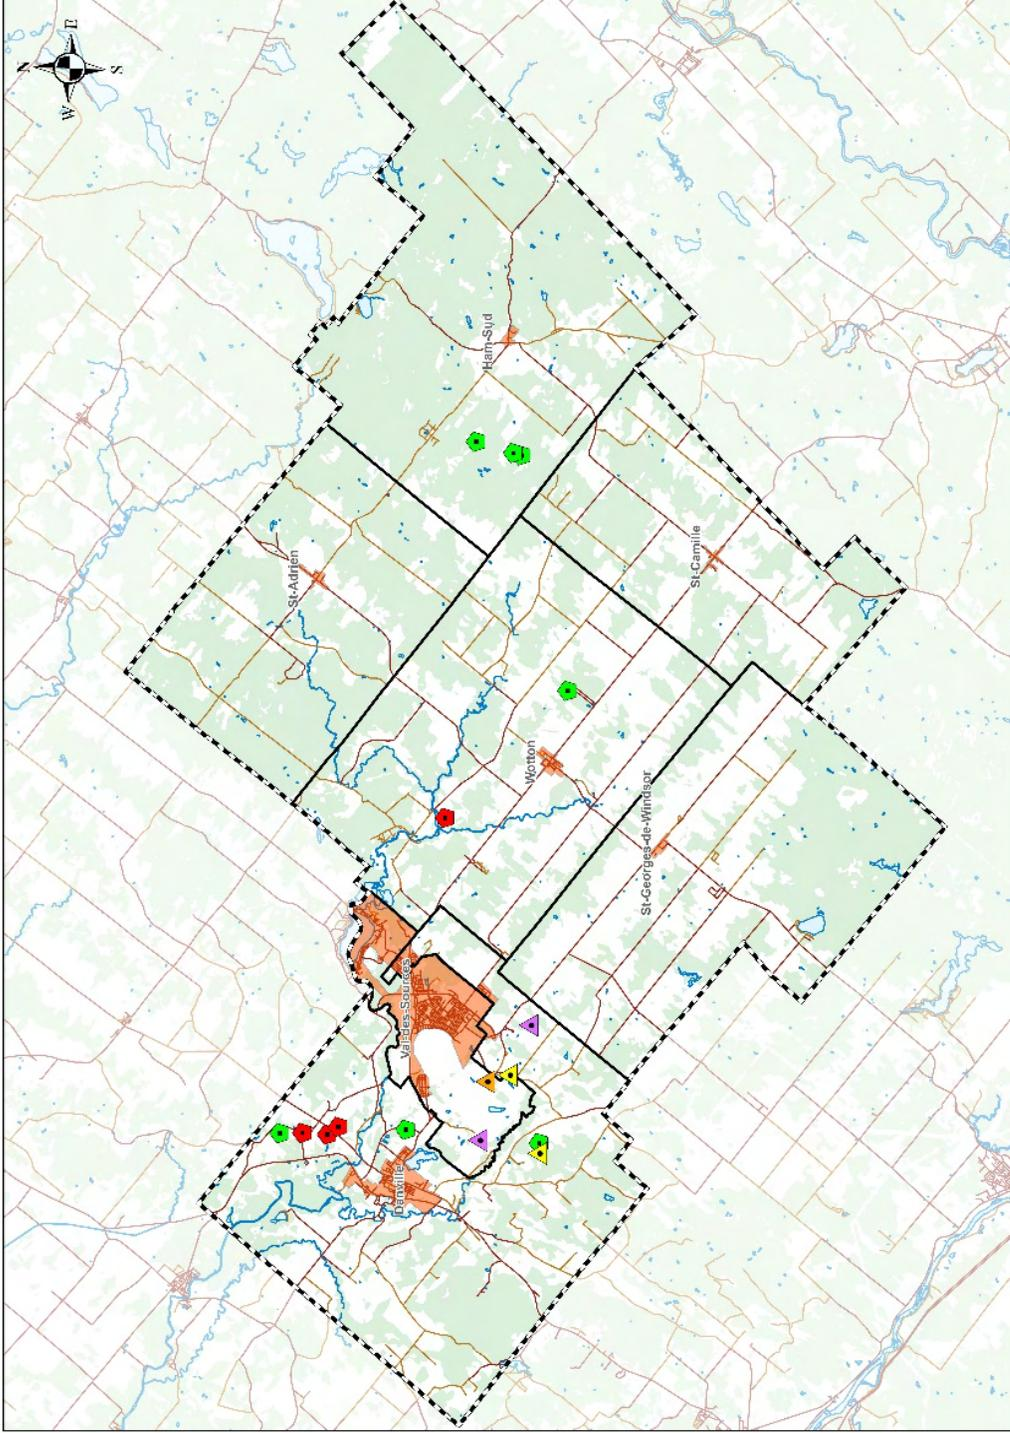 N
E
W
S
Ham-Sud
St-Adrien
St-Camille
Wotton
St-Georges-de-Windsor
Val-des-Sources
Danville